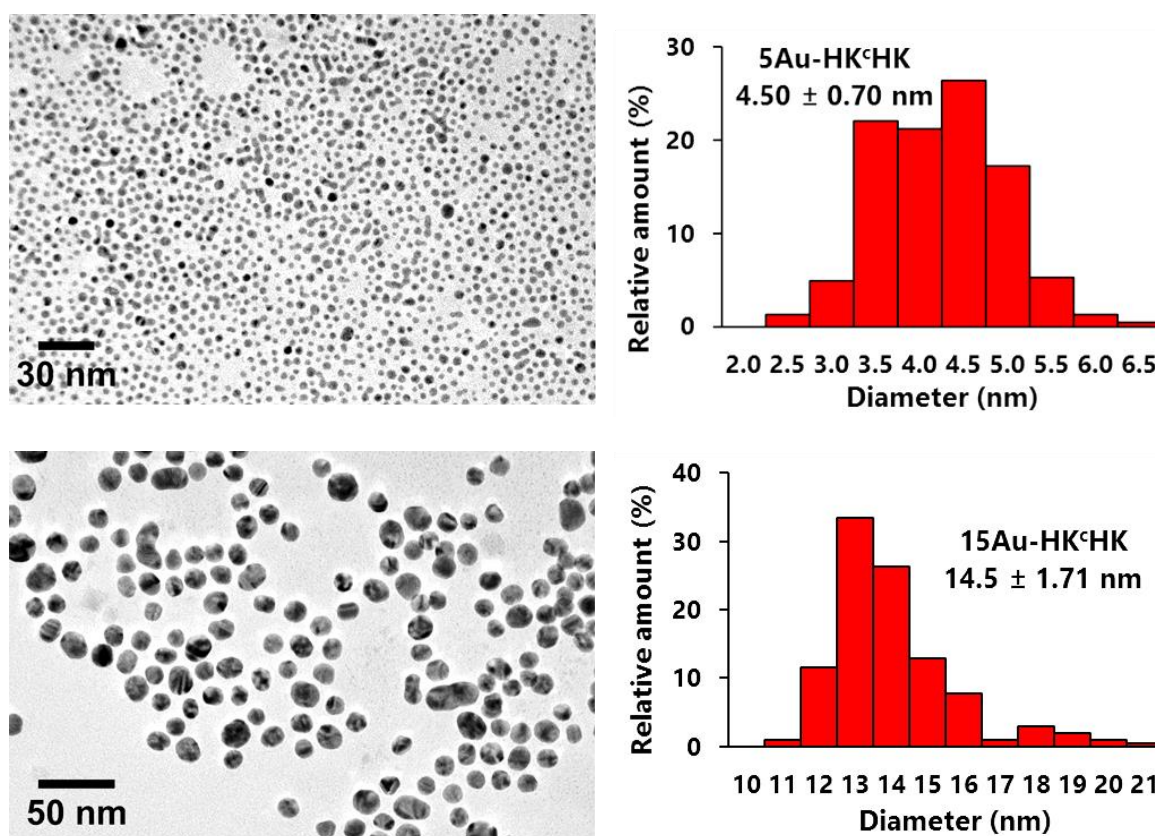 30 nm
Relative amount (%)
30
20
10
0
5Au-HKᶜHK
4.50 ± 0.70 nm
2.0 2.5 3.0 3.5 4.0 4.5 5.0 5.5 6.0 6.5
Diameter (nm)
50 nm
Relative amount (%)
40
30
20
10
0
15Au-HKᶜHK
14.5 ± 1.71 nm
10 11 12 13 14 15 16 17 18 19 20 21
Diameter (nm)